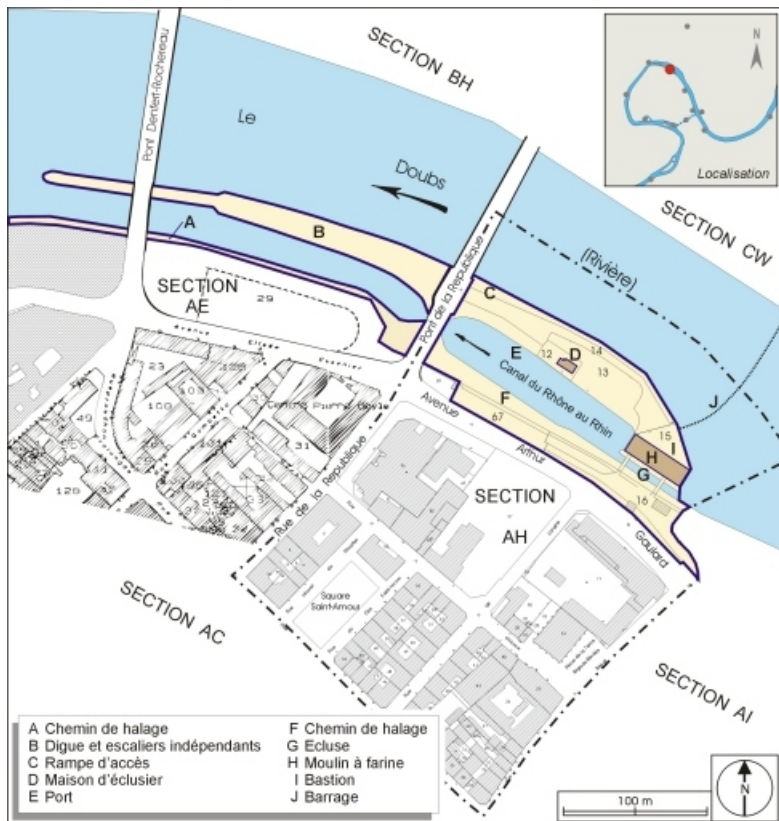 SECTION BH
N
Localisation
Pont Denfert-Rochereau
Le
Doubs
SECTION CW
(Rivière)
A
B
Pont de la République
C
SECTION
AE
29
Avenue
14
12
D
13
E
Canal du Rhône au Rhin
J
F
15
I
H
G
16
67
Avenue
Arthur
Gaulard
23
103
100
49
31
128
Rue de la République
SECTION
AH
Square
Saint-Amour
SECTION AC
SECTION AI
A Chemin de halage
B Digue et escaliers indépendants
C Rampe d'accès
D Maison d'éclusier
E Port
F Chemin de halage
G Ecluse
H Moulin à farine
I Bastion
J Barrage
100 m
N